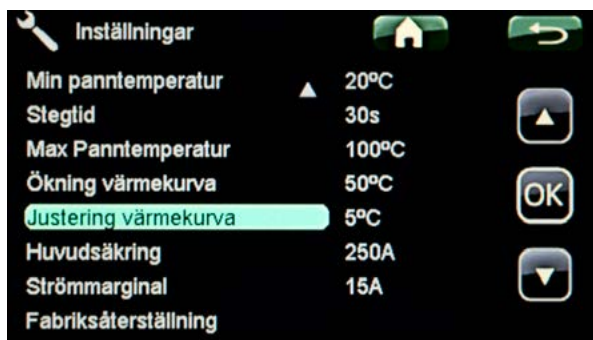 Inställningar
Min panntemperatur 20ºC
Stegtid 30s
Max Panntemperatur 100ºC
Ökning värmekurva 50ºC
Justering värmekurva 5ºC
OK
Huvudsäkring 250A
Strömmarginal 15A
Fabriksåterställning